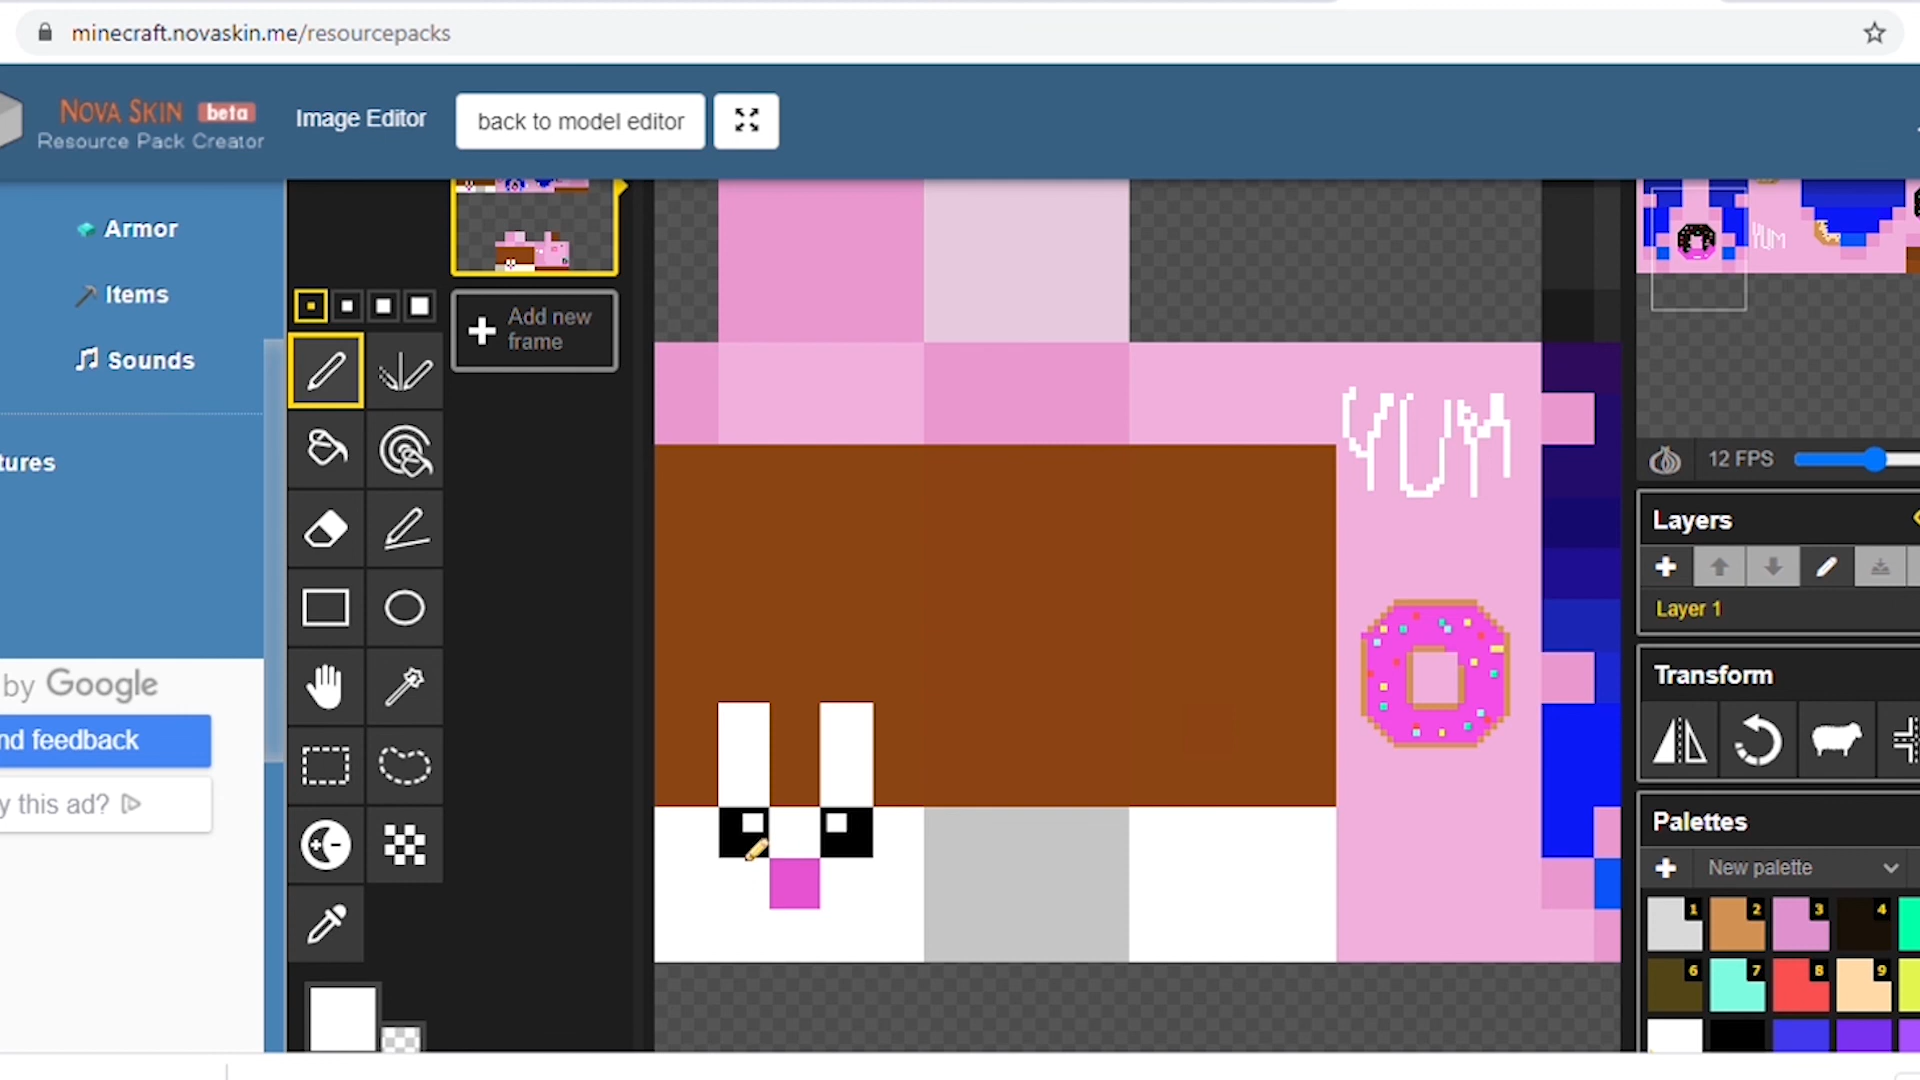 minecraft.novaskin.me/resourcepacks
NOVA SKIN beta
Resource Pack Creator
Image Editor
back to model editor
Armor
Items
Sounds
tures
by Google
nd feedback
y this ad?
Add new
frame
YUM
YUM
12 FPS
Layers
Layer 1
Transform
Palettes
New palette
1 2 3 4
6 7 8 9